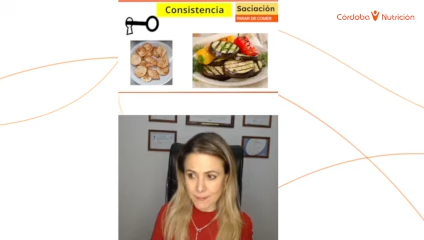 Consistencia
Saciación
PARAR DE COMER
Córdoba Nutrición